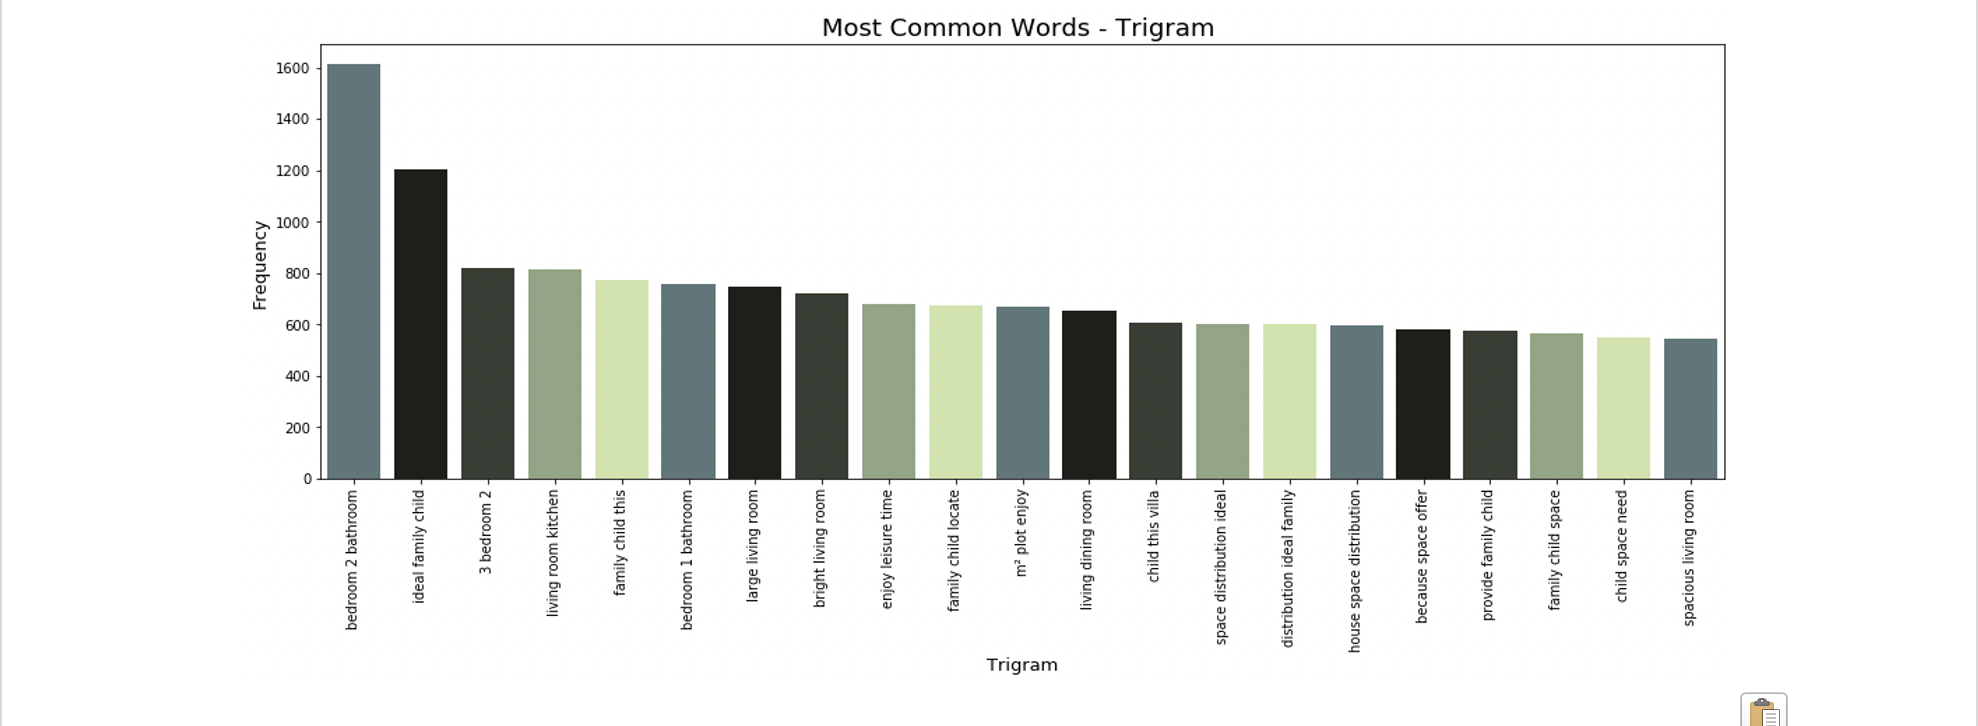 Most Common Words - Trigram
Frequency
1600
1400
1200
1000
800
600
400
200
0
bedroom 2 bathroom
ideal family child
3 bedroom 2
living room kitchen
family child this
bedroom 1 bathroom
large living room
bright living room
enjoy leisure time
family child locate
m² plot enjoy
living dining room
child this villa
space distribution ideal
distribution ideal family
house space distribution
because space offer
provide family child
family child space
child space need
spacious living room
Trigram